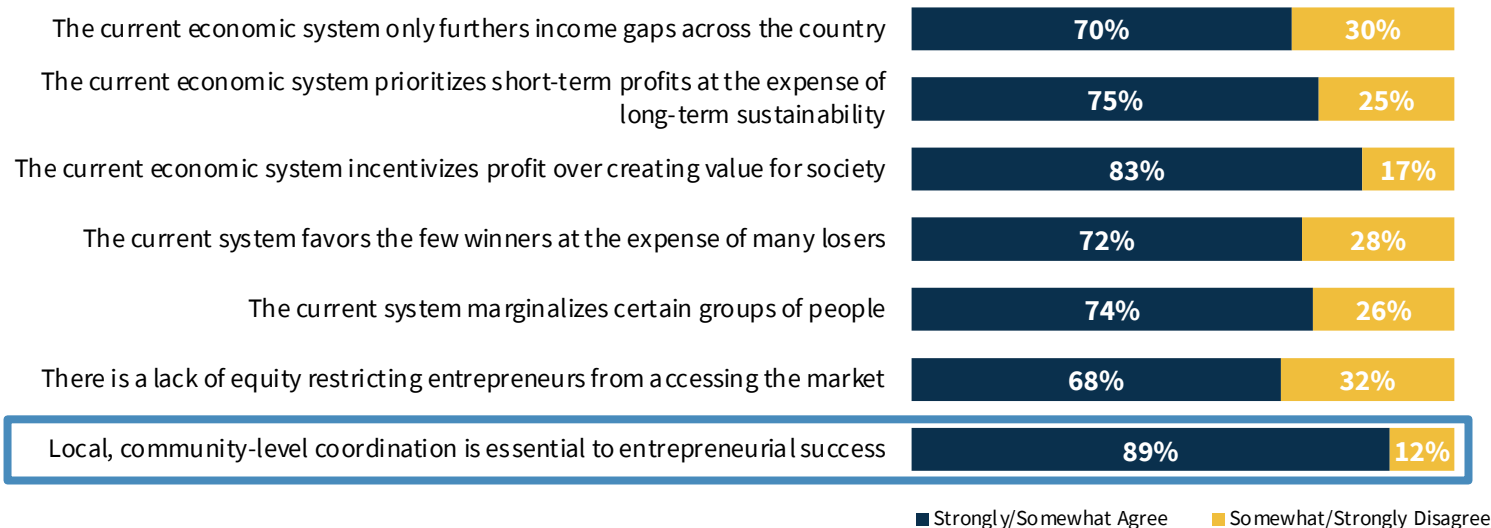 The current economic system only furthers income gaps across the country 70% 30%
The current economic system prioritizes short-term profits at the expense of
long-term sustainability 75% 25%
The current economic system incentivizes profit over creating value for society 83% 17%
The current system favors the few winners at the expense of many losers 72% 28%
The current system marginalizes certain groups of people 74% 26%
There is a lack of equity restricting entrepreneurs from accessing the market 68% 32%
Local, community-level coordination is essential to entrepreneurial success 89% 12%
Strongly/Somewhat Agree Somewhat/Strongly Disagree